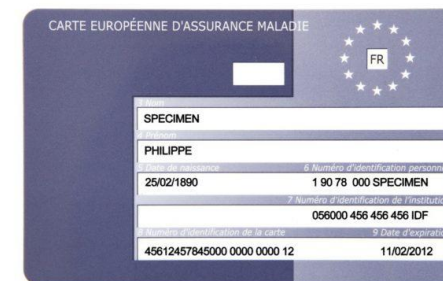 CARTE EUROPÉENNE D'ASSURANCE MALADIE
FR
3 Nom
SPECIMEN
4 Prénom
PHILIPPE
5 Date de naissance 6 Numéro d'identification personne
25/02/1890 1 90 78 000 SPECIMEN
7 Numéro d'identification de l'institutio
056000 456 456 456 IDF
8 Numéro d'identification de la carte 9 Date d'expiratio
45612457845000 0000 0000 12 11/02/2012